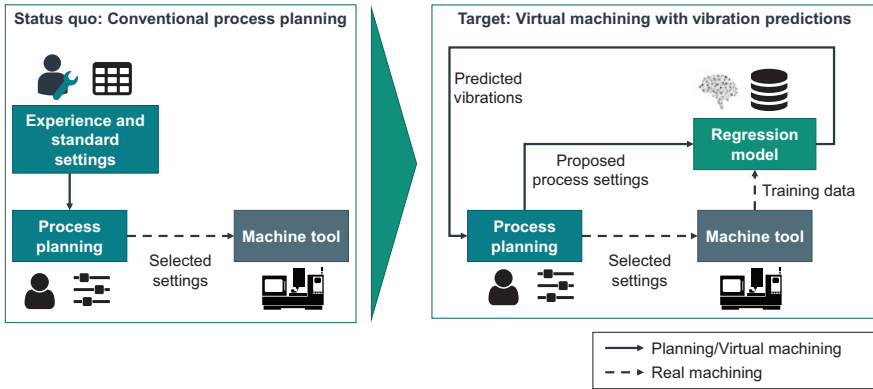 Status quo: Conventional process planning
Experience and
standard
settings
Process
planning
Selected
settings
Machine tool
Target: Virtual machining with vibration predictions
Predicted
vibrations
Regression
model
Proposed
process settings
Training data
Process
planning
Selected
settings
Machine tool
Planning/Virtual machining
Real machining